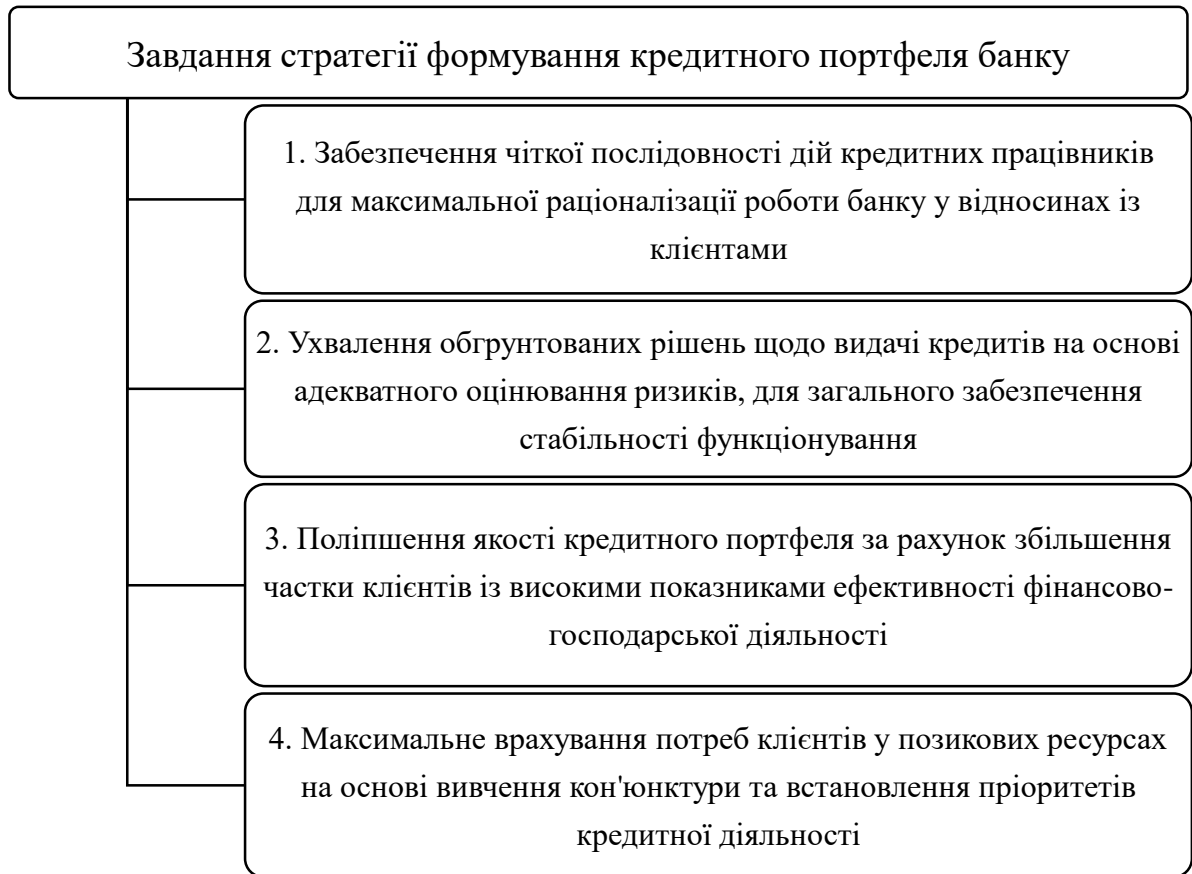 Завдання стратегії формування кредитного портфеля банку
1. Забезпечення чіткої послідовності дій кредитних працівників
для максимальної раціоналізації роботи банку у відносинах із
клієнтами
2. Ухвалення обгрунтованих рішень щодо видачі кредитів на основі
адекватного оцінювання ризиків, для загального забезпечення
стабільності функціонування
3. Поліпшення якості кредитного портфеля за рахунок збільшення
частки клієнтів із високими показниками ефективності фінансово-
господарської діяльності
4. Максимальне врахування потреб клієнтів у позикових ресурсах
на основі вивчення кон'юнктури та встановлення пріоритетів
кредитної діяльності